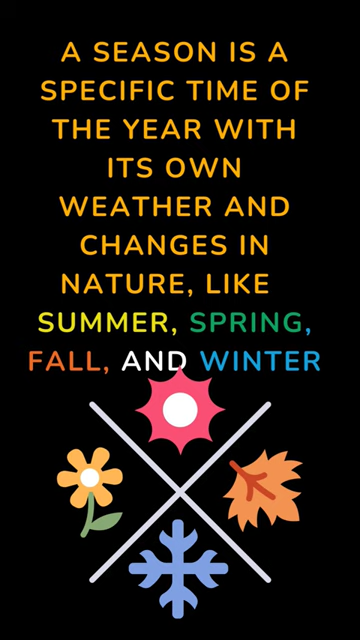 A SEASON IS A
SPECIFIC TIME OF
THE YEAR WITH
ITS OWN
WEATHER AND
CHANGES IN
NATURE, LIKE
SUMMER, SPRING,
FALL, AND WINTER